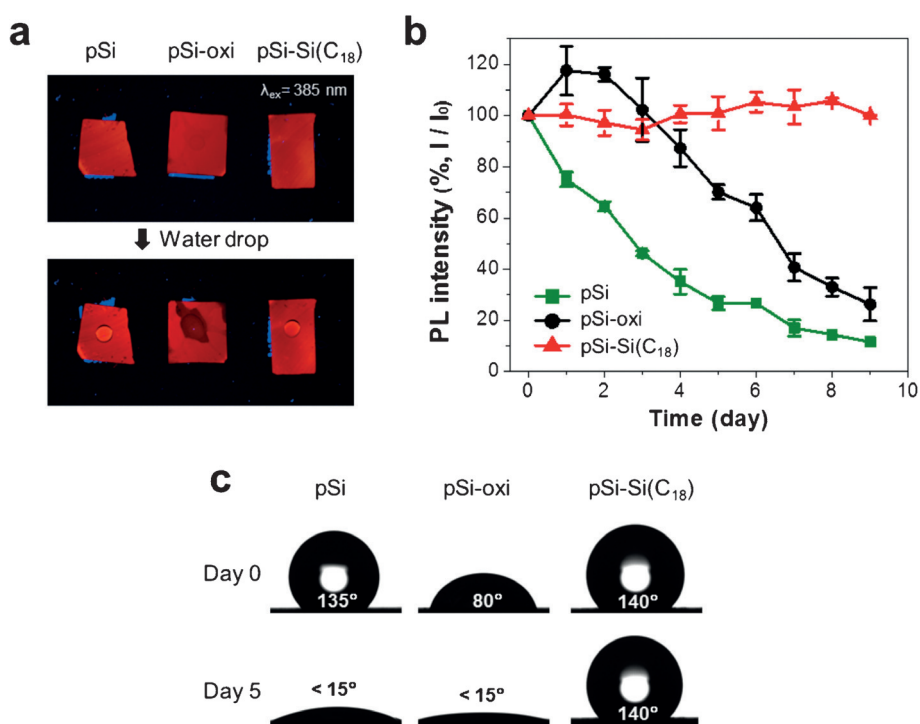 a
pSi pSi-oxi pSi-Si(C₁₈)
λex= 385 nm
Water drop
b
PL intensity (%, I / I₀)
120
100
80
60
40
20
0
pSi
pSi-oxi
pSi-Si(C₁₈)
0 2 4 6 8 10
Time (day)
c
pSi pSi-oxi pSi-Si(C₁₈)
Day 0
135° 80° 140°
Day 5
< 15° < 15° 140°